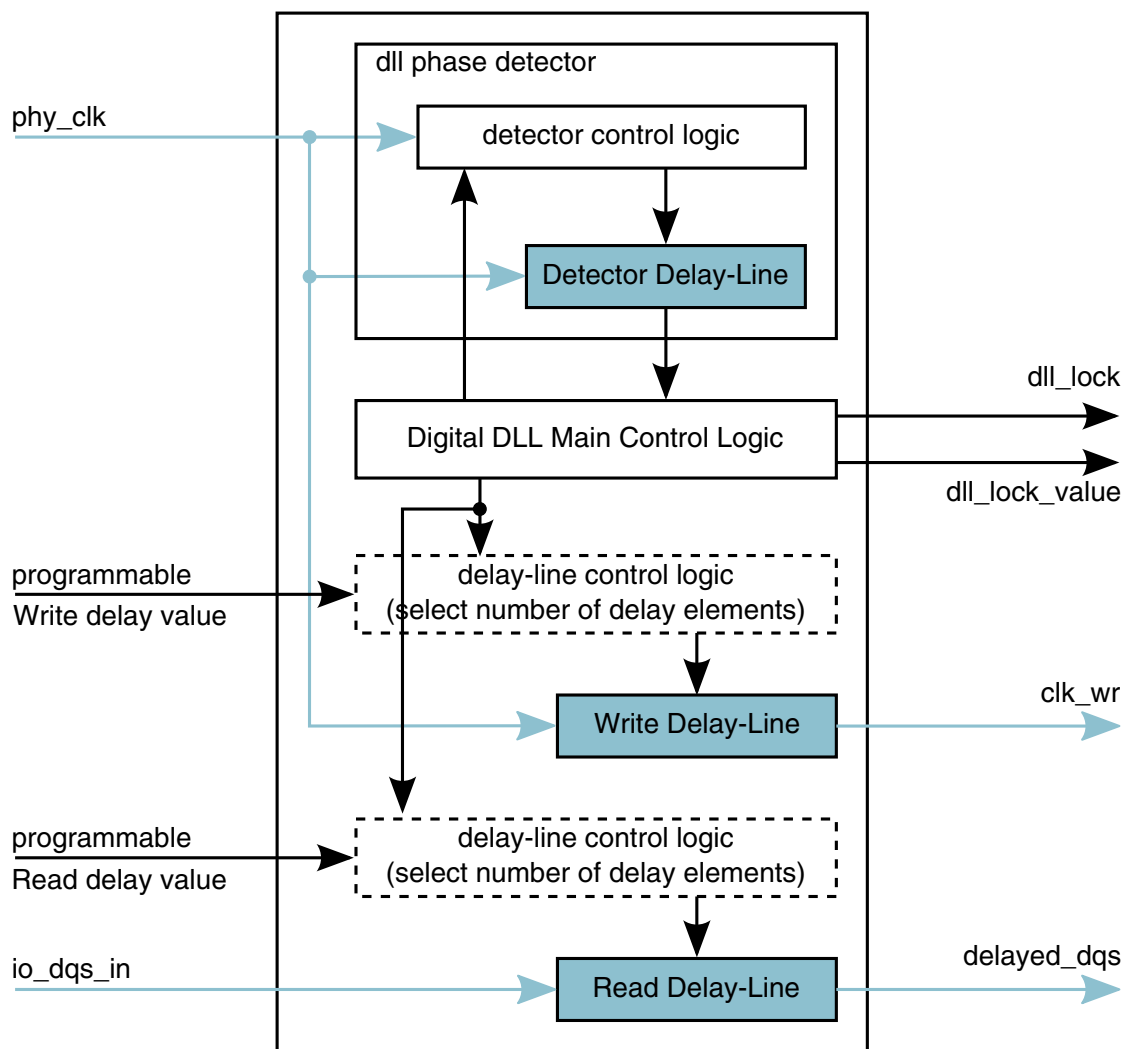 dll phase detector
phy_clk
detector control logic
Detector Delay-Line
dll_lock
Digital DLL Main Control Logic
dll_lock_value
programmable
Write delay value
delay-line control logic
(select number of delay elements)
clk_wr
Write Delay-Line
programmable
Read delay value
delay-line control logic
(select number of delay elements)
io_dqs_in
delayed_dqs
Read Delay-Line